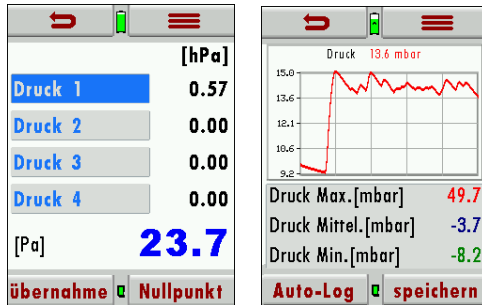 [hPa]
Druck 1 0.57
Druck 2 0.00
Druck 3 0.00
Druck 4 0.00
[Pa] 23.7
übernahme Nullpunkt
Druck 13.6 mbar
15.0
13.6
12.1
10.6
9.2
Druck Max.[mbar] 49.7
Druck Mittel.[mbar] -3.7
Druck Min.[mbar] -8.2
Auto-Log speichern